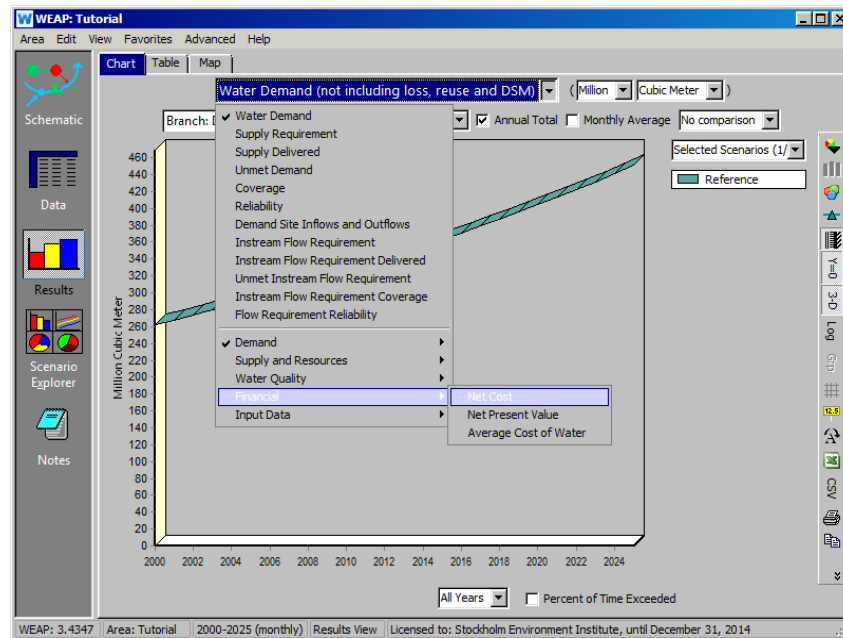 WEAP: Tutorial
Area Edit View Favorites Advanced Help
Chart Table Map
Water Demand (not including loss, reuse and DSM) ( Million Cubic Meter )
Schematic
Branch: Annual Total Monthly Average No comparison
Water Demand
Supply Requirement
Supply Delivered
Unmet Demand
Coverage
Reliability
Demand Site Inflows and Outflows
Instream Flow Requirement
Instream Flow Requirement Delivered
Unmet Instream Flow Requirement
Instream Flow Requirement Coverage
Flow Requirement Reliability
Demand
Supply and Resources
Water Quality
Financial
Input Data
Net Cost
Net Present Value
Average Cost of Water
Selected Scenarios (1/
Reference
Data
Results
Scenario
Explorer
Notes
Million Cubic Meter
460
440
420
400
380
360
340
320
300
280
260
240
220
200
180
160
140
120
100
80
60
40
20
0
2000 2002 2004 2006 2008 2010 2012 2014 2016 2018 2020 2022 2024
Y=0
3-D
Log
Grp
12.5
CSV
All Years Percent of Time Exceeded
WEAP: 3.4347 Area: Tutorial 2000-2025 (monthly) Results View Licensed to: Stockholm Environment Institute, until December 31, 2014